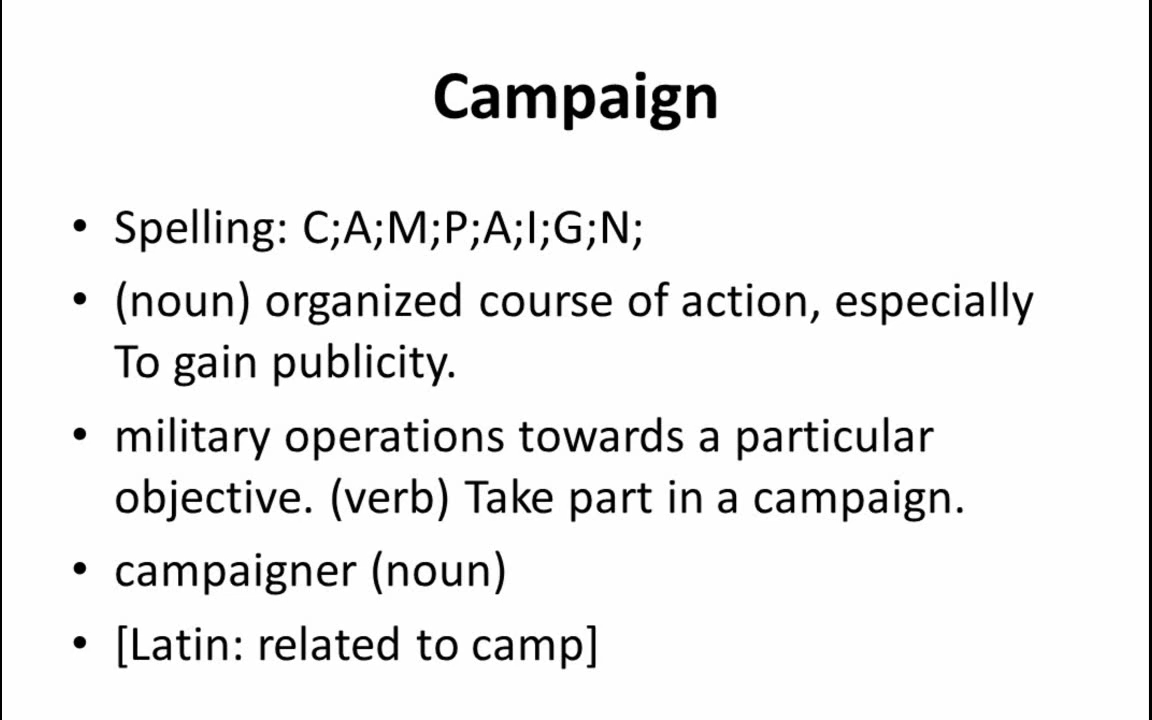 Campaign
• Spelling: C;A;M;P;A;I;G;N;
• (noun) organized course of action, especially
To gain publicity.
• military operations towards a particular
objective. (verb) Take part in a campaign.
• campaigner (noun)
• [Latin: related to camp]